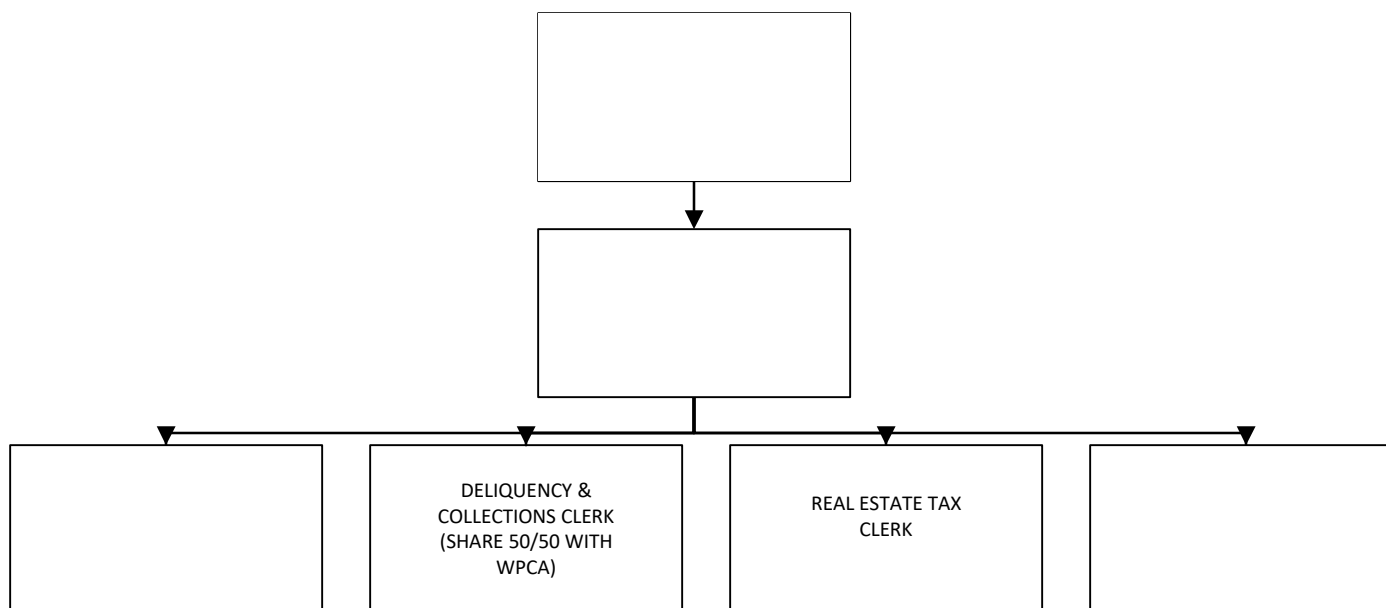 DELIQUENCY &
COLLECTIONS CLERK
(SHARE 50/50 WITH
WPCA)
REAL ESTATE TAX
CLERK